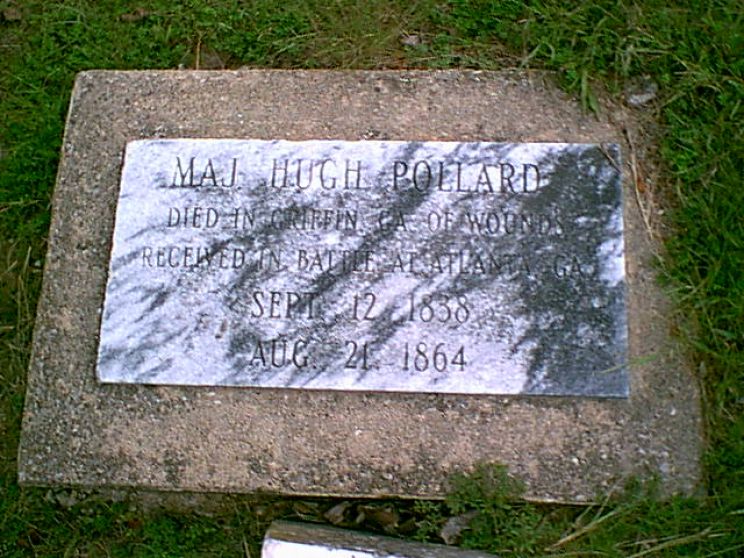 MAJ. HUGH POLLARD
DIED IN GRIFFIN, GA. OF WOUNDS
RECEIVED IN BATTLE AT ATLANTA, GA.
SEPT. 12, 1838
AUG. 21, 1864